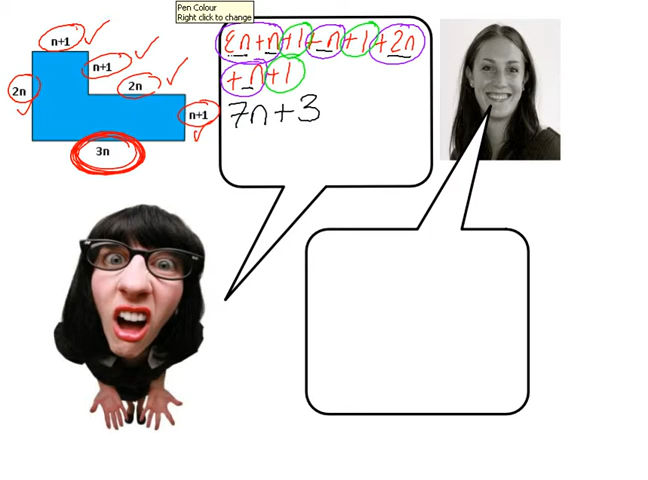 Pen Colour
Right click to change
n+1
n+1
2n
2n
n+1
3n
2n+n+1+n+1+2n
+n+1
7n+3